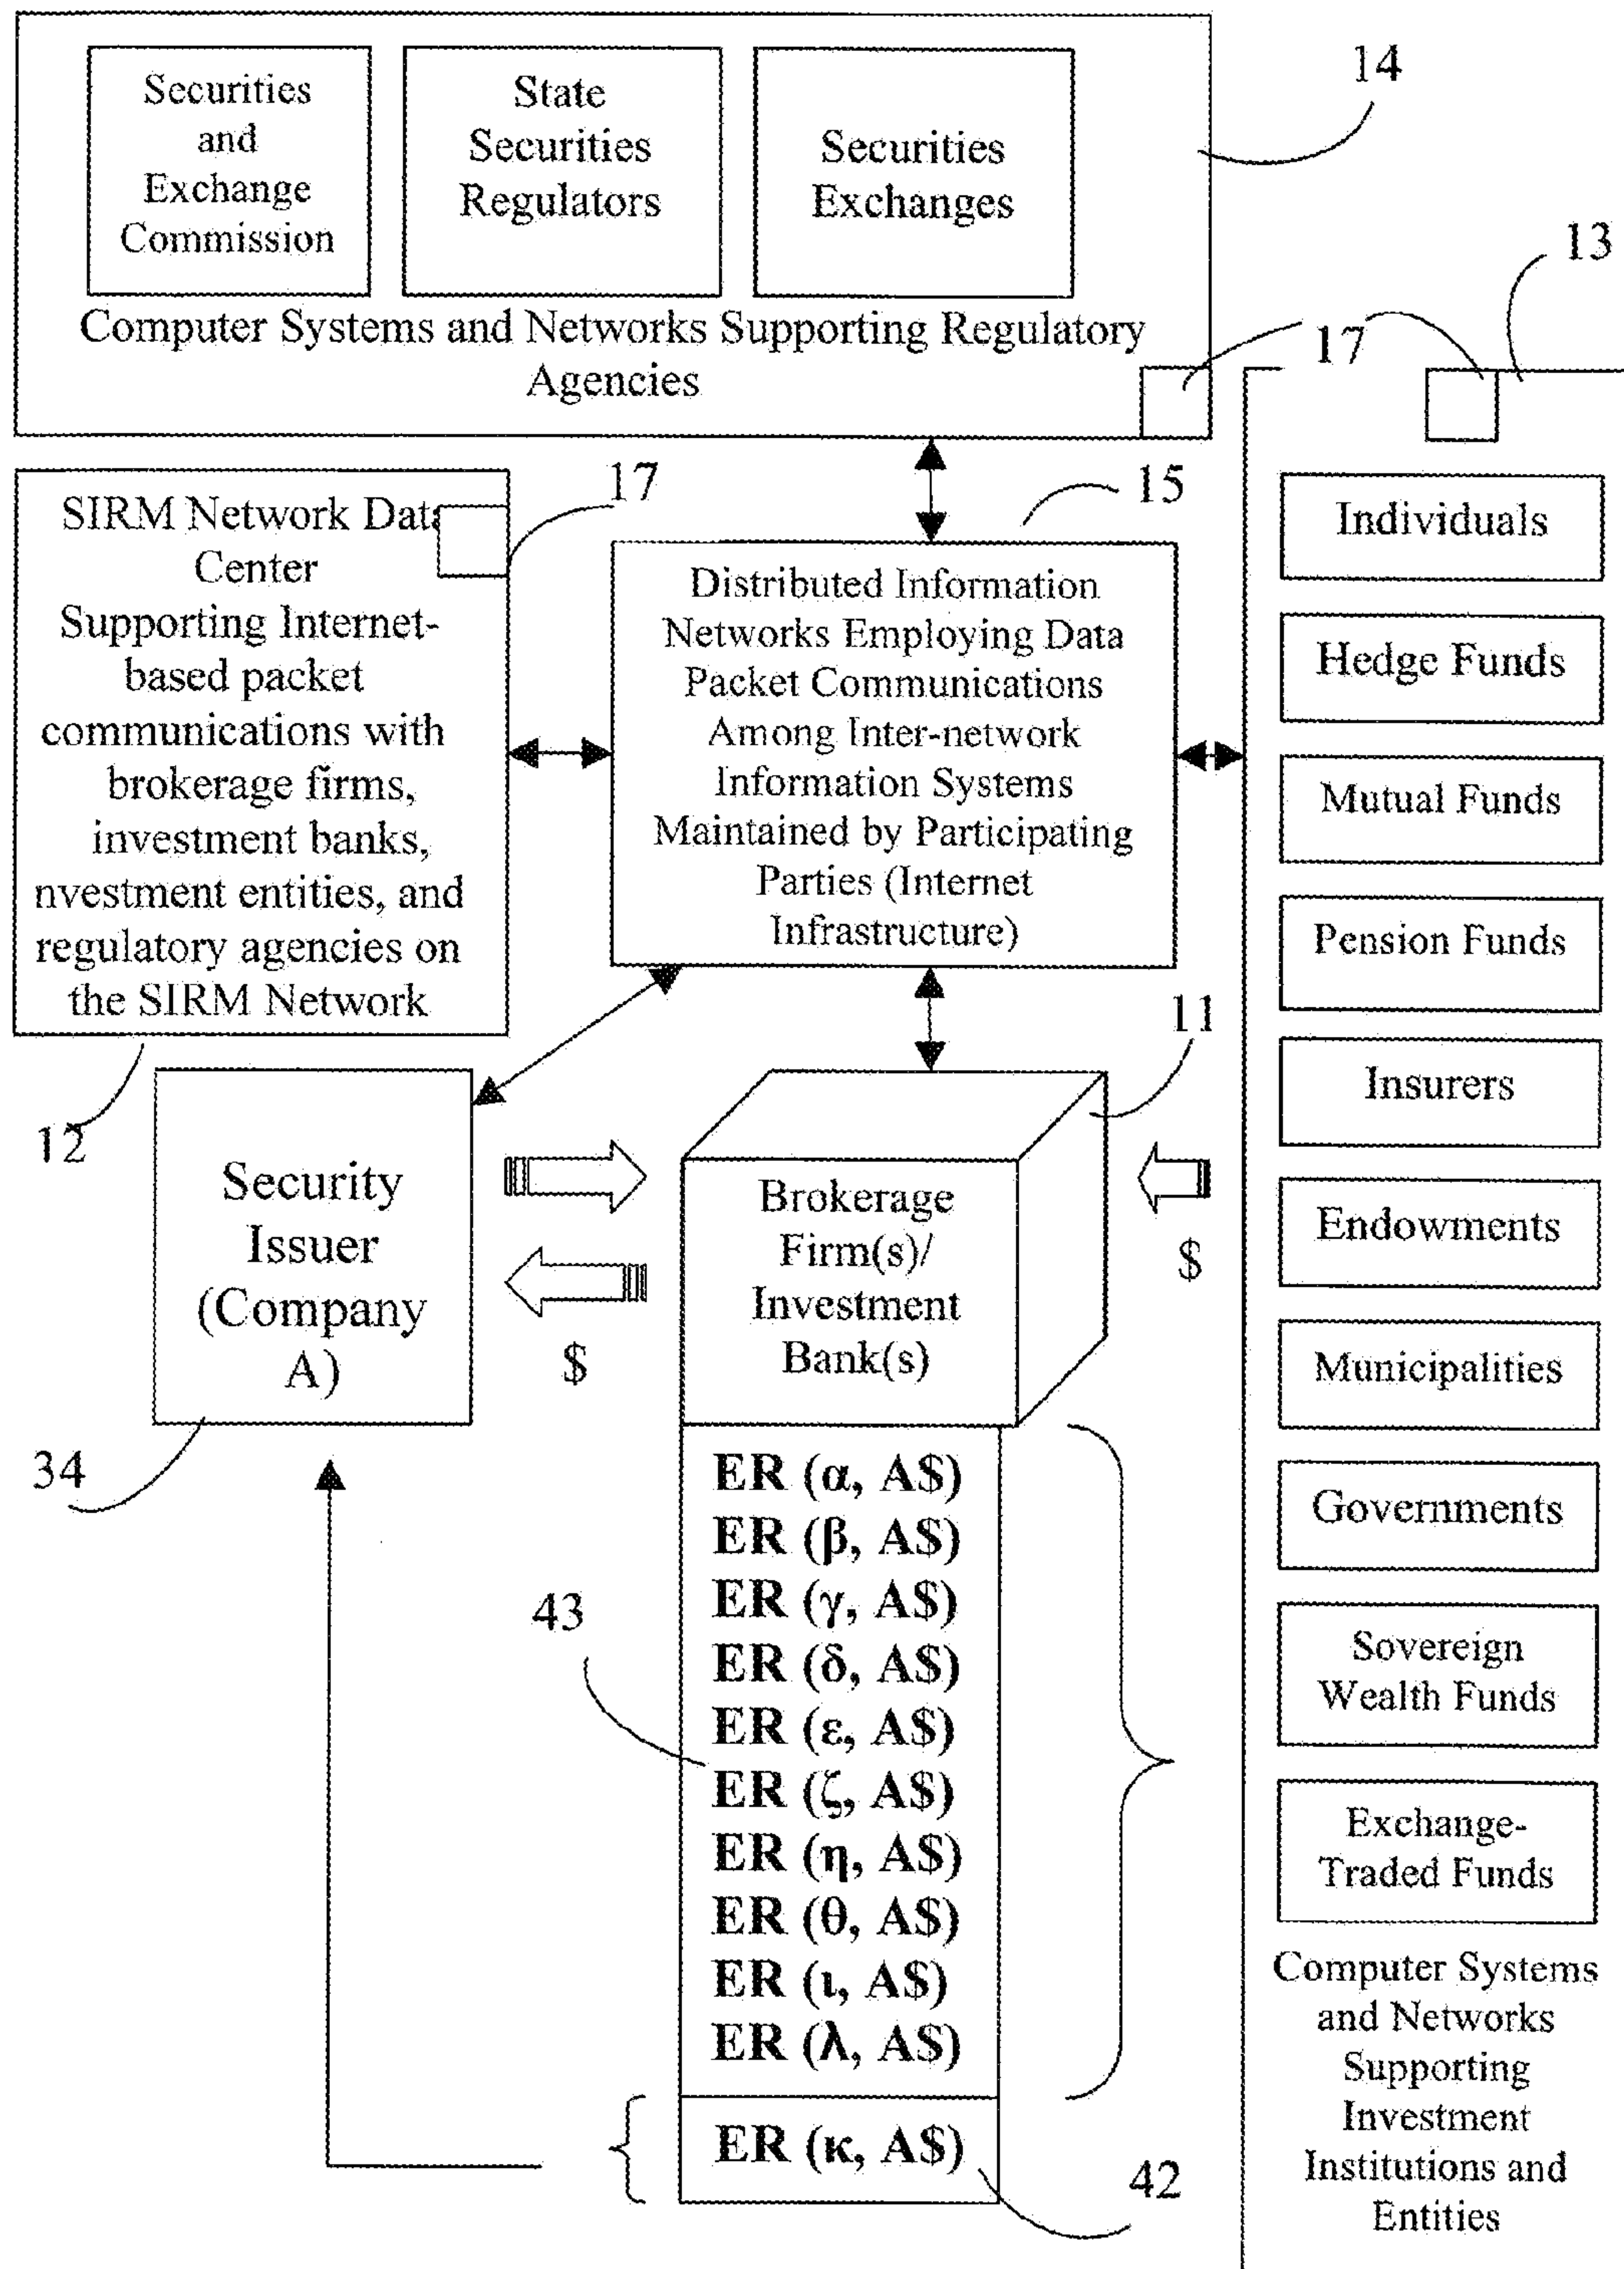 Securities
and
Exchange
Commission
State
Securities
Regulators
Securities
Exchanges
Computer Systems and Networks Supporting Regulatory
Agencies
14
13
17
17
15
SIRM Network Data
Center
Supporting Internet-
based packet
communications with
brokerage firms,
investment banks,
nvestment entities, and
regulatory agencies on
the SIRM Network
12
Distributed Information
Networks Employing Data
Packet Communications
Among Inter-network
Information Systems
Maintained by Participating
Parties (Internet
Infrastructure)
11
Security
Issuer
(Company
A)
34
$
Brokerage
Firm(s)/
Investment
Bank(s)
$
43
ER (α, A$)
ER (β, A$)
ER (γ, A$)
ER (δ, A$)
ER (ε, A$)
ER (ζ, A$)
ER (η, A$)
ER (θ, A$)
ER (ι, A$)
ER (λ, A$)
ER (κ, A$)
42
Individuals
Hedge Funds
Mutual Funds
Pension Funds
Insurers
Endowments
Municipalities
Governments
Sovereign
Wealth Funds
Exchange-
Traded Funds
Computer Systems
and Networks
Supporting
Investment
Institutions and
Entities